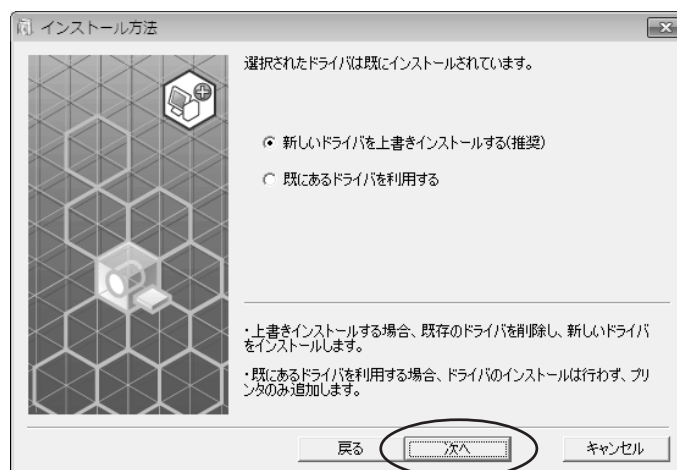 インストール方法
選択されたドライバは既にインストールされています。
新しいドライバを上書きインストールする(推奨)
既にあるドライバを利用する
・上書きインストールする場合、既存のドライバを削除し、新しいドライバ
をインストールします。
・既にあるドライバを利用する場合、ドライバのインストールは行わず、プリ
ンタのみ追加します。
戻る 次へ キャンセル